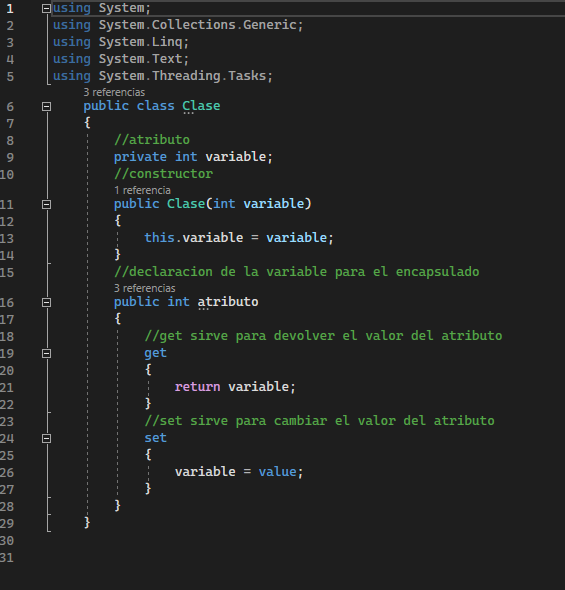 1 using System;
2 using System.Collections.Generic;
3 using System.Linq;
4 using System.Text;
5 using System.Threading.Tasks;
3 referencias
6 public class Clase
7 {
8 //atributo
9 private int variable;
10 //constructor
1 referencia
11 public Clase(int variable)
12 {
13 this.variable = variable;
14 }
15 //declaracion de la variable para el encapsulado
3 referencias
16 public int atributo
17 {
18 //get sirve para devolver el valor del atributo
19 get
20 {
21 return variable;
22 }
23 //set sirve para cambiar el valor del atributo
24 set
25 {
26 variable = value;
27 }
28 }
29 }
30
31